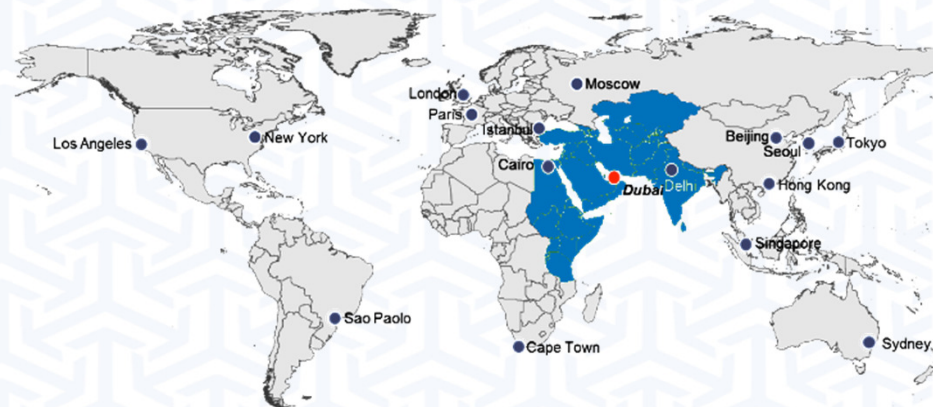 Moscow
London
Paris
Istanbul
Los Angeles
New York
Beijing
Seoul
Tokyo
Cairo
Dubai
Delhi
Hong Kong
Singapore
Sao Paolo
Cape Town
Sydney,